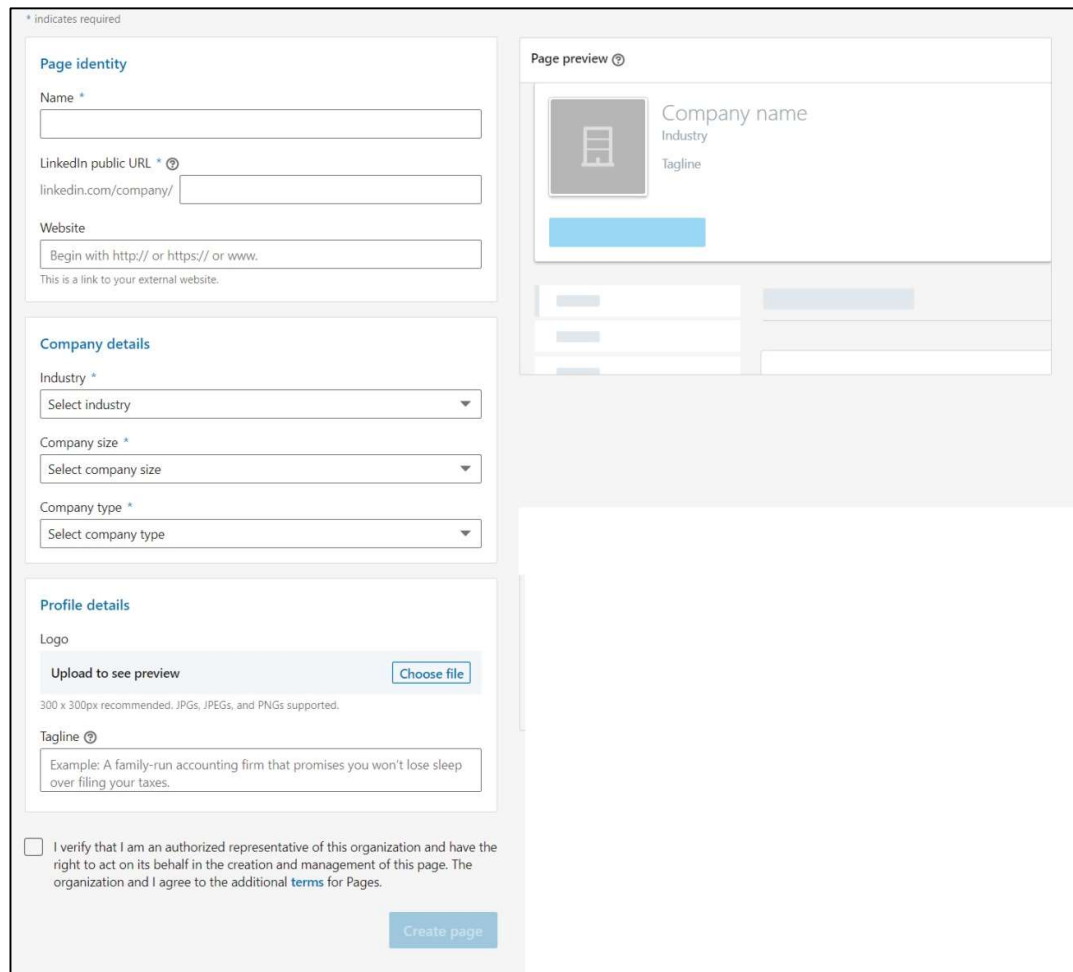 * indicates required
Page identity
Name *
LinkedIn public URL *
linkedin.com/company/
Website
Begin with http:// or https:// or www.
This is a link to your external website.
Company details
Industry *
Select industry
Company size *
Select company size
Company type *
Select company type
Profile details
Logo
Upload to see preview
Choose file
300 x 300px recommended. JPGs, JPEGs, and PNGs supported.
Tagline
Example: A family-run accounting firm that promises you won't lose sleep
over filing your taxes.
I verify that I am an authorized representative of this organization and have the
right to act on its behalf in the creation and management of this page. The
organization and I agree to the additional terms for Pages.
Create page
Page preview
Company name
Industry
Tagline